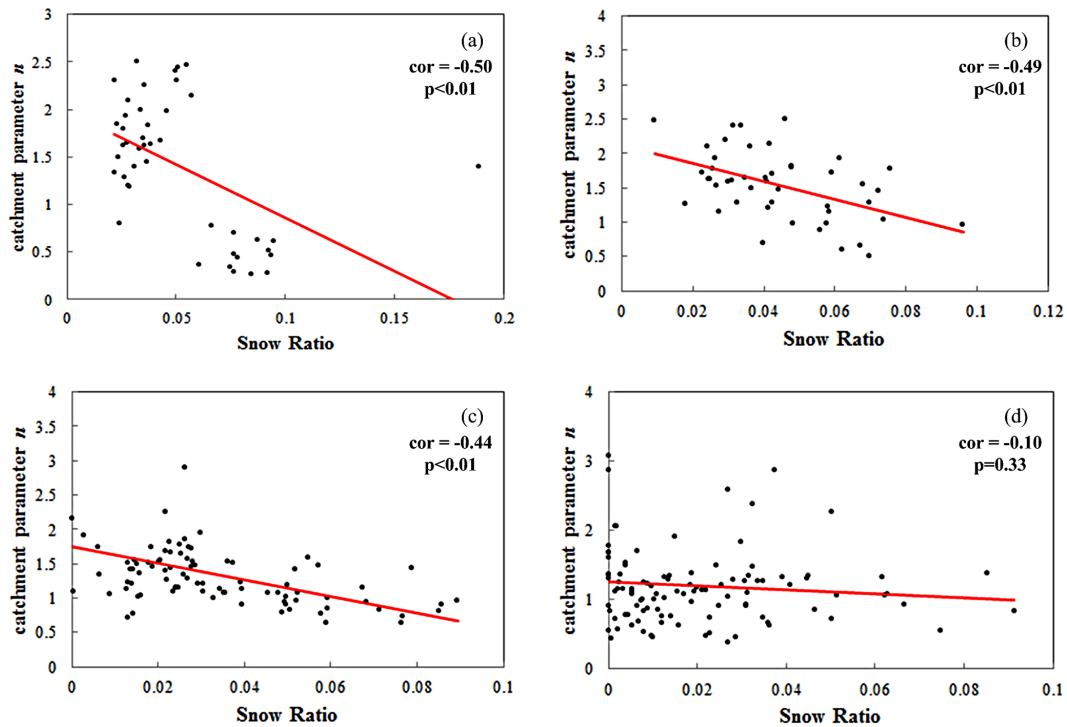 (a)
cor = -0.50
p<0.01
catchment parameter n
3
2.5
2
1.5
1
0.5
0
0 0.05 0.1 0.15 0.2
Snow Ratio
(b)
cor = -0.49
p<0.01
catchment parameter n
4
3.5
3
2.5
2
1.5
1
0.5
0
0 0.02 0.04 0.06 0.08 0.1 0.12
Snow Ratio
(c)
cor = -0.44
p<0.01
catchment parameter n
4
3.5
3
2.5
2
1.5
1
0.5
0
0 0.02 0.04 0.06 0.08 0.1
Snow Ratio
(d)
cor = -0.10
p=0.33
catchment parameter n
4
3
2
1
0
0 0.02 0.04 0.06 0.08 0.1
Snow Ratio